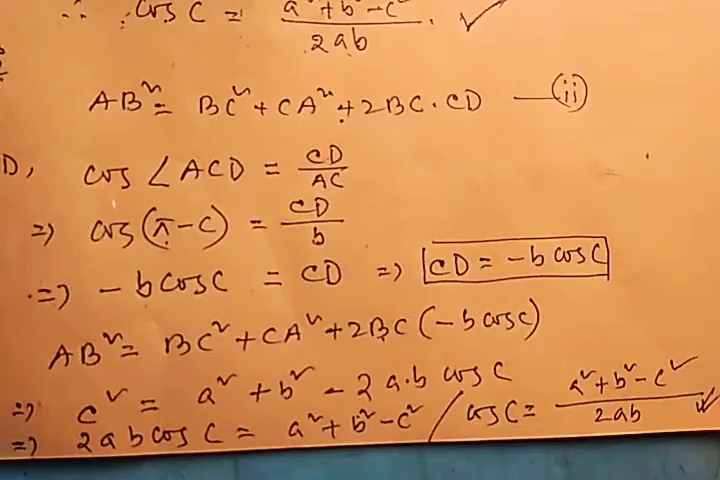 ∴ cos C = (a² + b² - c²) / 2ab . ✓
AB² = BC² + CA² + 2BC . CD — (ii)
D, cos ∠ACD = CD / AC
⇒ cos(π - C) = CD / b
⇒ - b cos C = CD ⇒ CD = - b cos C
AB² = BC² + CA² + 2BC (- b cos C)
⇒ c² = a² + b² - 2a.b cos C
⇒ 2ab cos C = a² + b² - c² / cos C = (a² + b² - c²) / 2ab ✓